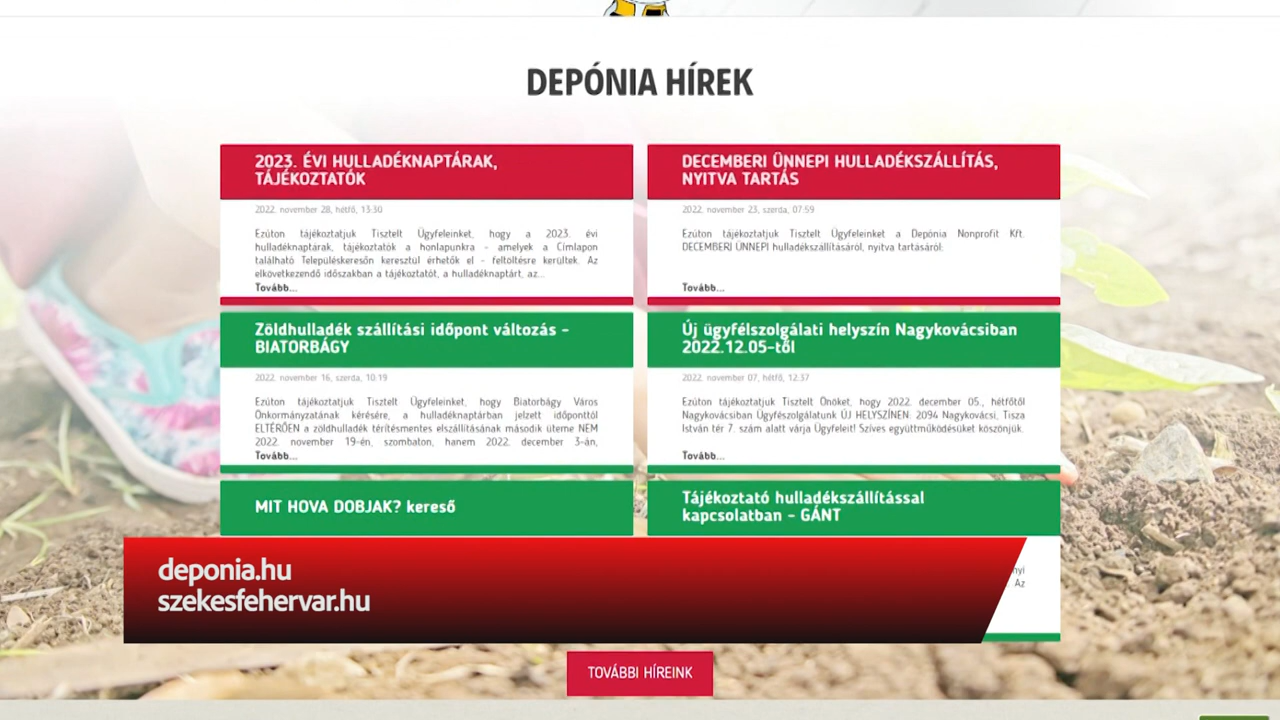 DEPÓNIA HÍREK
2023. ÉVI HULLADÉKNAPTÁRAK,
TÁJÉKOZTATÓK
2022. november 28, hétfő, 13:30
Ezúton tájékoztatjuk Tisztelt Ügyfeleinket, hogy a 2023. évi
hulladéknaptárak, tájékoztatók a honlapunkra - amelyek a Címlapon
található Településkeresőn keresztül érhetők el - feltöltésre kerültek. Az
elkövetkezendő időszakban a tájékoztatót, a hulladéknaptárt, az...
Tovább...
DECEMBERI ÜNNEPI HULLADÉKSZÁLLÍTÁS,
NYITVA TARTÁS
2022. november 23, szerda, 07:59
Ezúton tájékoztatjuk Tisztelt Ügyfeleinket a Depónia Nonprofit Kft.
DECEMBERI ÜNNEPI hulladékszállításáról, nyitva tartásáról:
Tovább...
Zöldhulladék szállítási időpont változás -
BIATORBÁGY
2022. november 16, szerda, 10:19
Ezúton tájékoztatjuk Tisztelt Ügyfeleinket, hogy Biatorbágy Város
Önkormányzatának kérésére, a hulladéknaptárban jelzett időponttól
ELTÉRŐEN a zöldhulladék térítésmentes elszállításának második üteme NEM
2022. november 19-én, szombaton, hanem 2022. december 3-án,
Tovább...
Új ügyfélszolgálati helyszín Nagykovácsiban
2022.12.05-től
2022. november 07, hétfő, 12:37
Ezúton tájékoztatjuk Tisztelt Önöket, hogy 2022. december 05., hétfőtől
Nagykovácsiban Ügyfészolgálatunk ÚJ HELYSZÍNEN: 2094 Nagykovácsi, Tisza
István tér 7. szám alatt várja Ügyfeleit! Szíves együttműködésüket köszönjük.
Tovább...
MIT HOVA DOBJAK? kereső
Tájékoztató hulladékszállítással
kapcsolatban - GÁNT
Az
deponia.hu
szekesfehervar.hu
TOVÁBBI HÍREINK